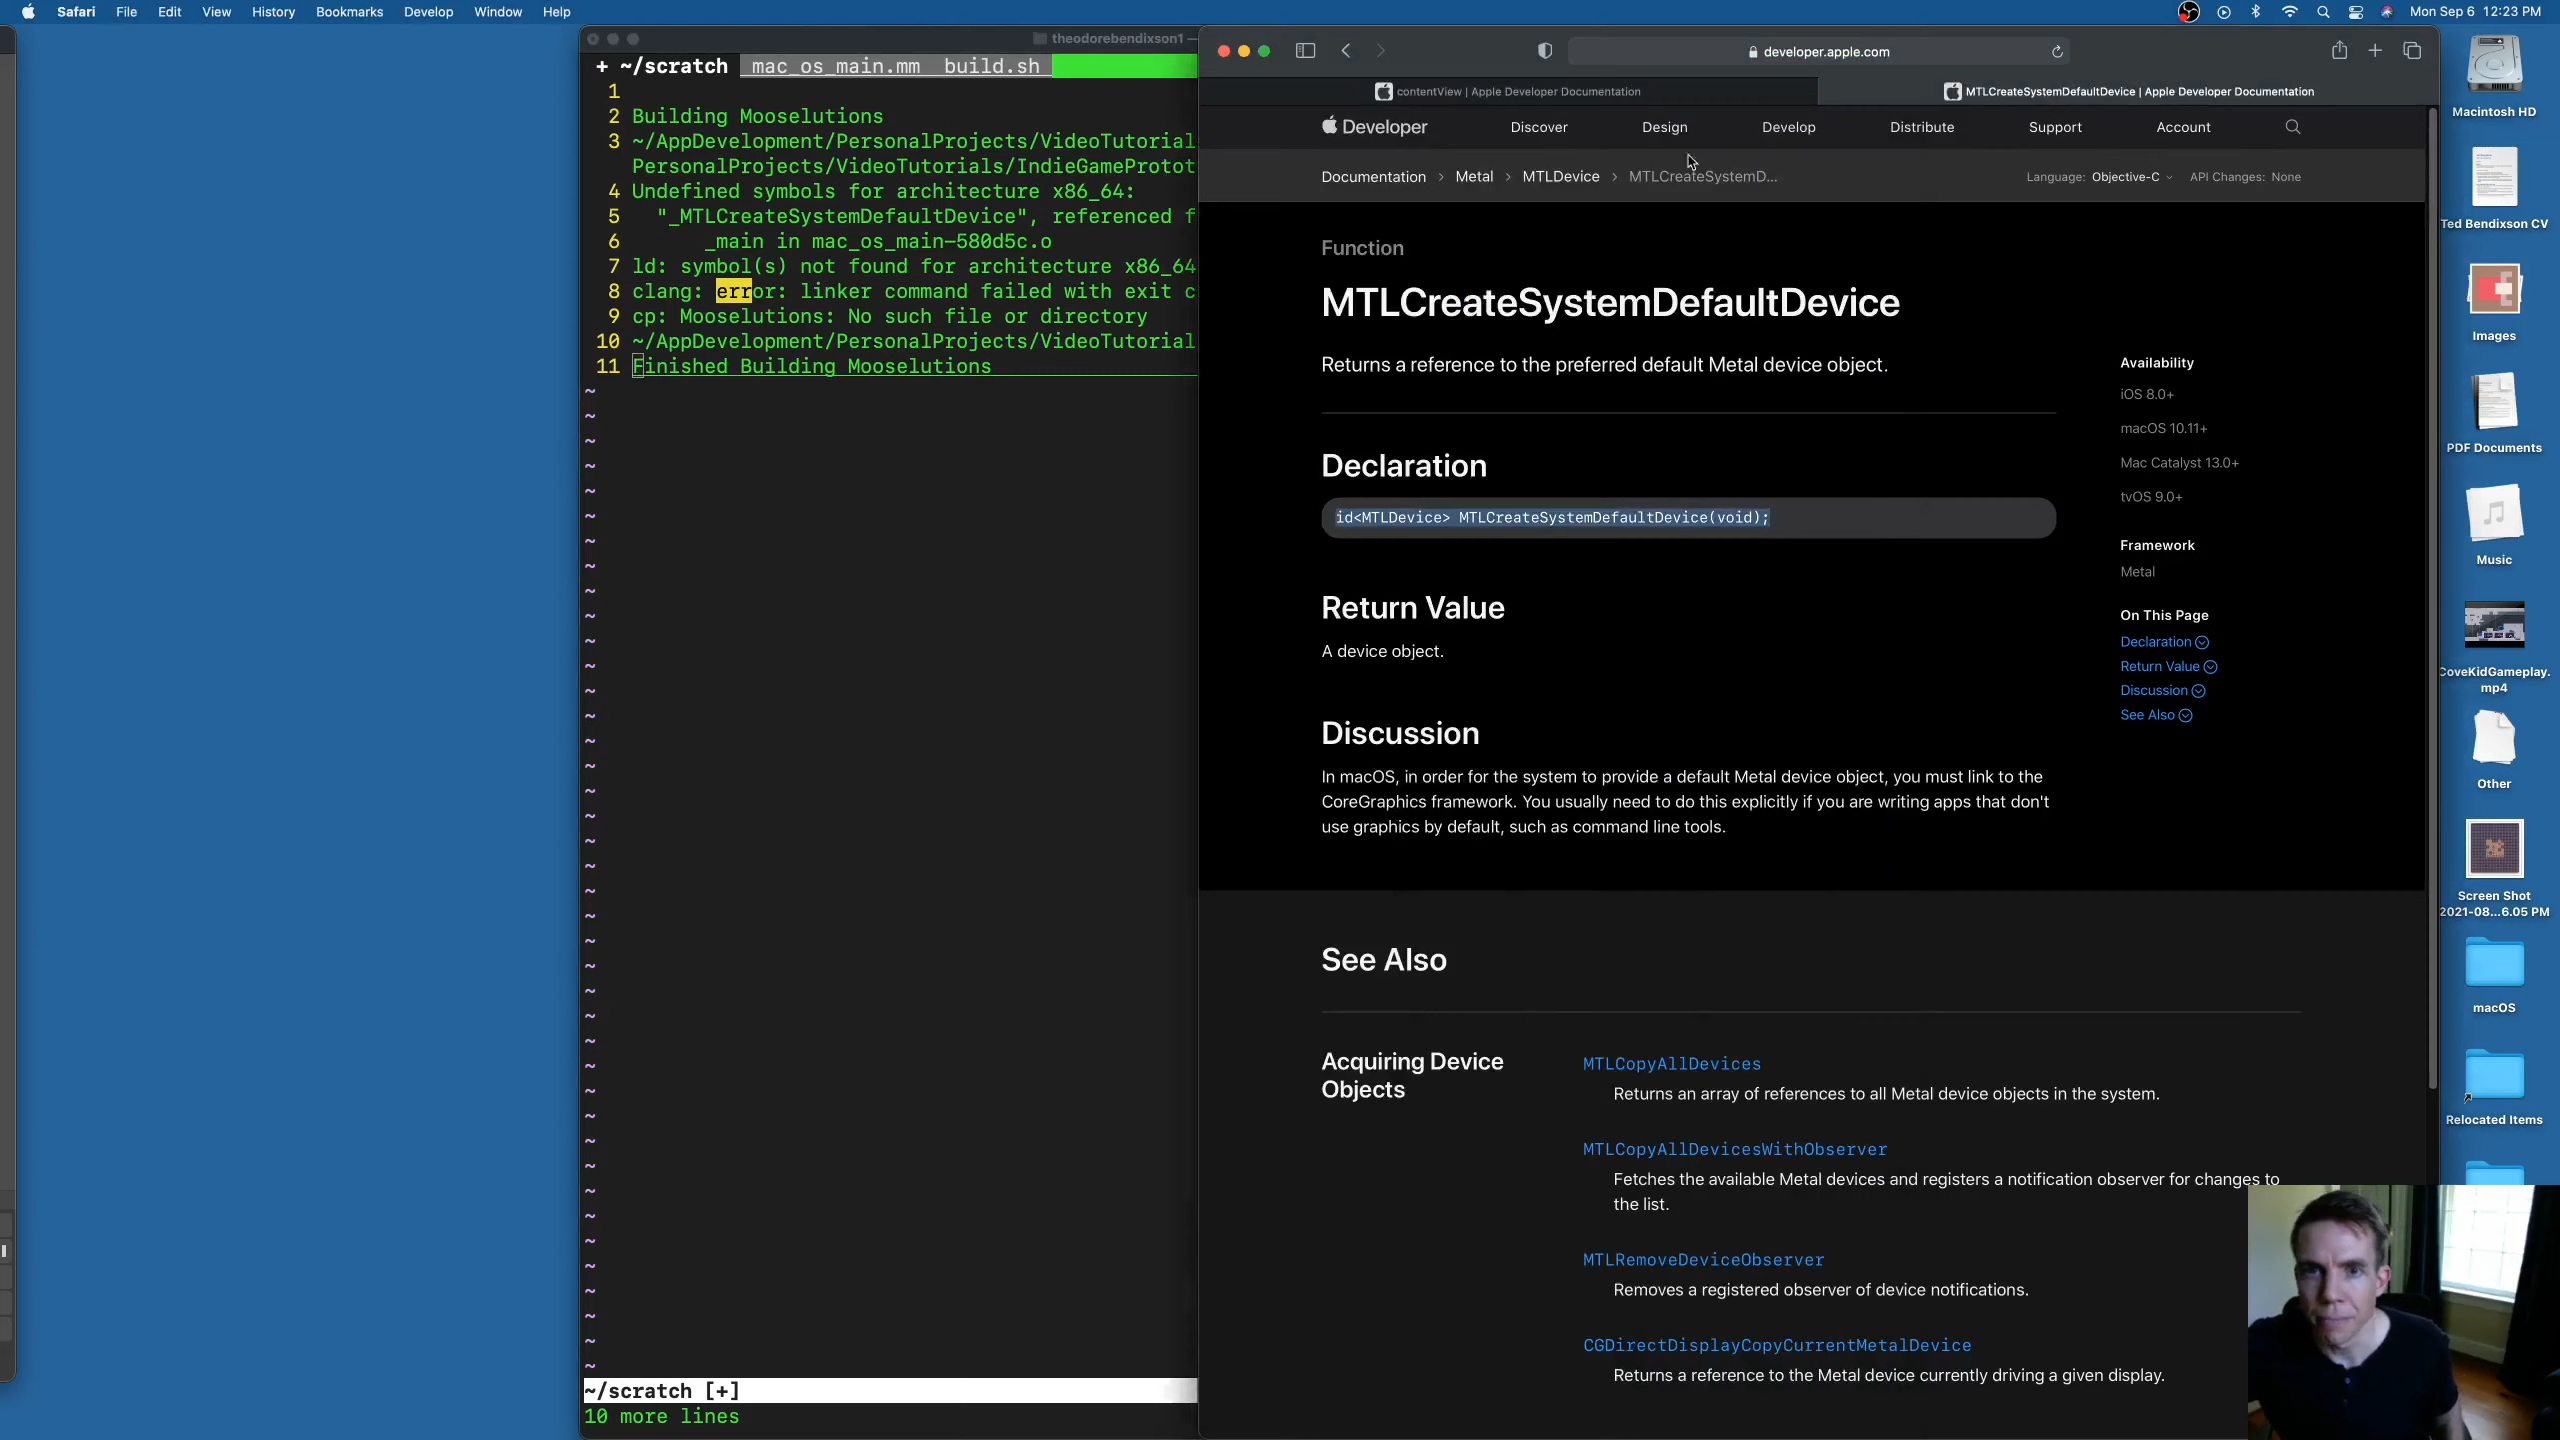 Safari File Edit View History Bookmarks Develop Window Help
Mon Sep 6 12:23 PM
theodorebendixson1 —
+ ~/scratch mac_os_main.mm build.sh
1
2 Building Mooselutions
3 ~/AppDevelopment/PersonalProjects/VideoTutorial
PersonalProjects/VideoTutorials/IndieGamePrototo
4 Undefined symbols for architecture x86_64:
5 "_MTLCreateSystemDefaultDevice", referenced f
6 _main in mac_os_main-580d5c.o
7 ld: symbol(s) not found for architecture x86_64
8 clang: error: linker command failed with exit c
9 cp: Mooselutions: No such file or directory
10 ~/AppDevelopment/PersonalProjects/VideoTutorial
11 Finished Building Mooselutions
~/scratch [+]
10 more lines
developer.apple.com
contentView | Apple Developer Documentation
MTLCreateSystemDefaultDevice | Apple Developer Documentation
Developer Discover Design Develop Distribute Support Account
Documentation > Metal > MTLDevice > MTLCreateSystemD...
Language: Objective-C API Changes: None
Function
MTLCreateSystemDefaultDevice
Returns a reference to the preferred default Metal device object.
Declaration
id<MTLDevice> MTLCreateSystemDefaultDevice(void);
Return Value
A device object.
Discussion
In macOS, in order for the system to provide a default Metal device object, you must link to the
CoreGraphics framework. You usually need to do this explicitly if you are writing apps that don't
use graphics by default, such as command line tools.
Availability
iOS 8.0+
macOS 10.11+
Mac Catalyst 13.0+
tvOS 9.0+
Framework
Metal
On This Page
Declaration
Return Value
Discussion
See Also
See Also
Acquiring Device
Objects
MTLCopyAllDevices
Returns an array of references to all Metal device objects in the system.
MTLCopyAllDevicesWithObserver
Fetches the available Metal devices and registers a notification observer for changes to
the list.
MTLRemoveDeviceObserver
Removes a registered observer of device notifications.
CGDirectDisplayCopyCurrentMetalDevice
Returns a reference to the Metal device currently driving a given display.
Macintosh HD
Ted Bendixson CV
Images
PDF Documents
Music
CoveKidGameplay.
mp4
Other
Screen Shot
2021-08...6.05 PM
macOS
Relocated Items